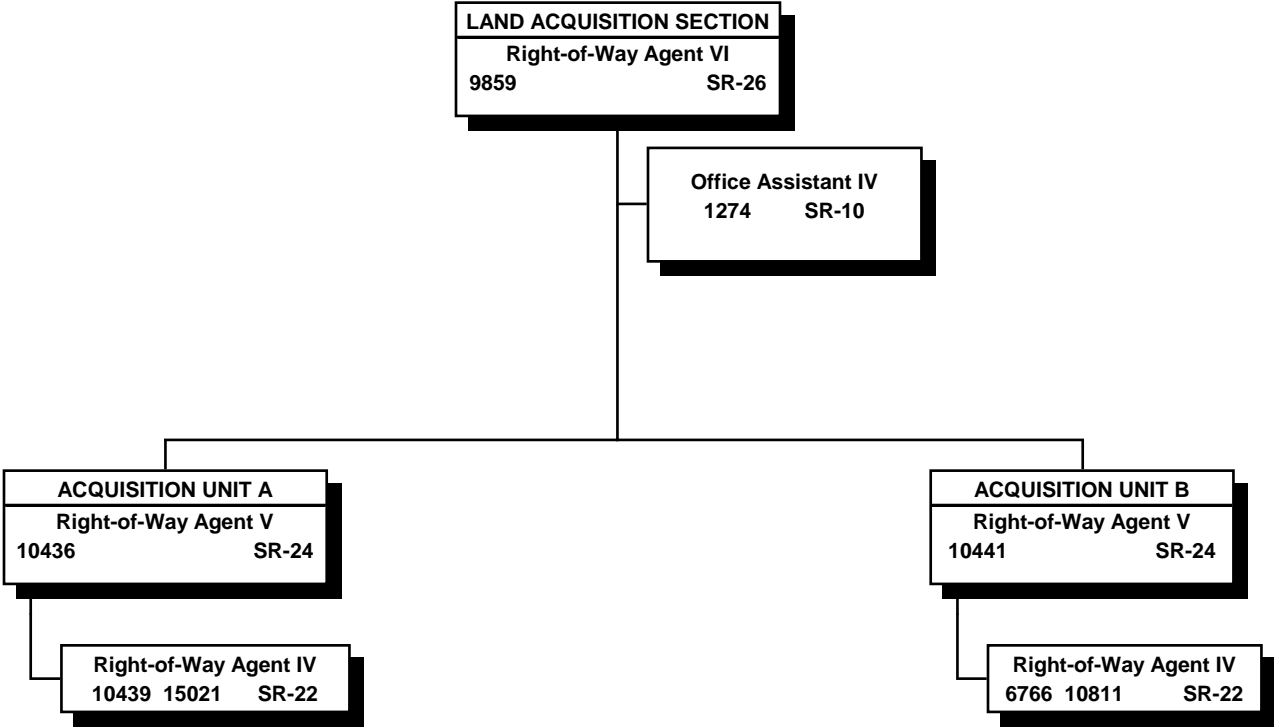 LAND ACQUISITION SECTION
Right-of-Way Agent VI
9859 SR-26
Office Assistant IV
1274 SR-10
ACQUISITION UNIT A
Right-of-Way Agent V
10436 SR-24
Right-of-Way Agent IV
10439 15021 SR-22
ACQUISITION UNIT B
Right-of-Way Agent V
10441 SR-24
Right-of-Way Agent IV
6766 10811 SR-22